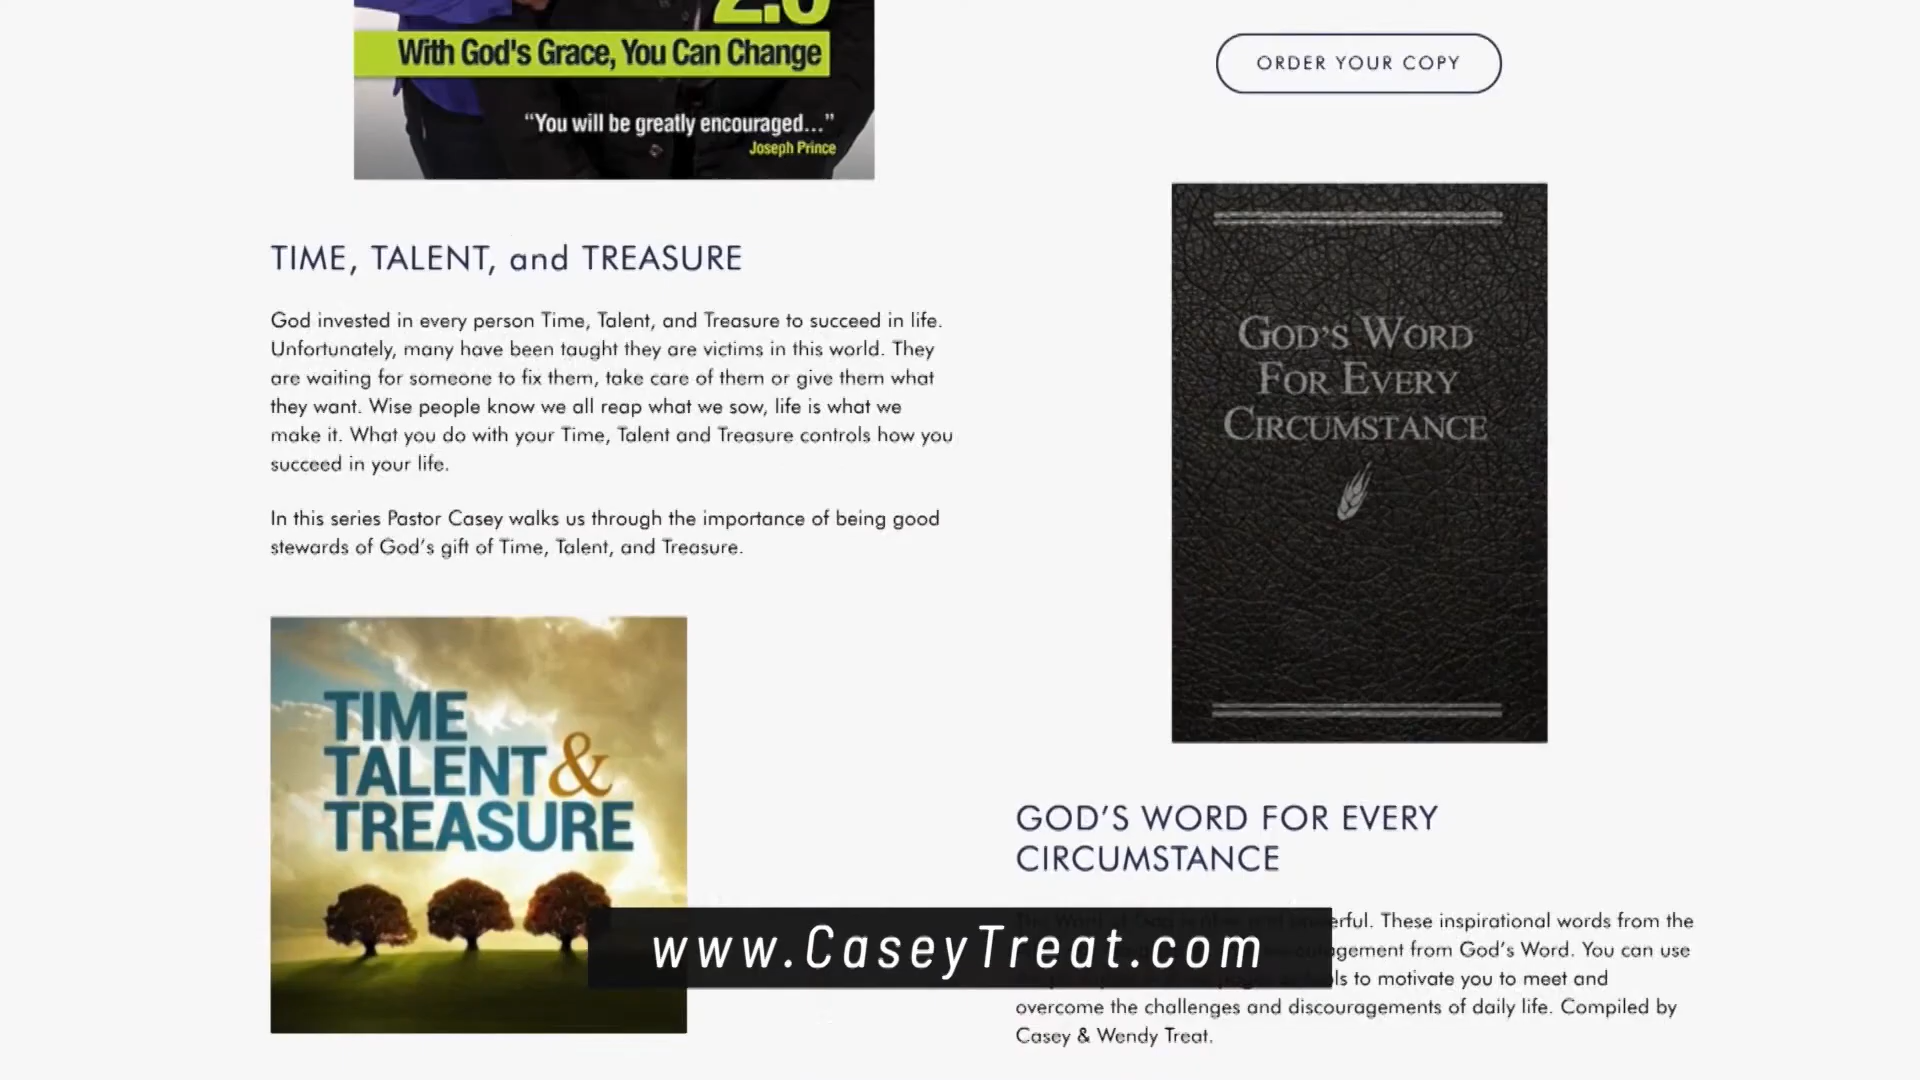 2.0
With God's Grace, You Can Change
“You will be greatly encouraged...”
Joseph Prince
TIME, TALENT, and TREASURE
God invested in every person Time, Talent, and Treasure to succeed in life.
Unfortunately, many have been taught they are victims in this world. They
are waiting for someone to fix them, take care of them or give them what
they want. Wise people know we all reap what we sow, life is what we
make it. What you do with your Time, Talent and Treasure controls how you
succeed in your life.
In this series Pastor Casey walks us through the importance of being good
stewards of God’s gift of Time, Talent, and Treasure.
TIME
TALENT &
TREASURE
ORDER YOUR COPY
GOD’S WORD
FOR EVERY
CIRCUMSTANCE
GOD’S WORD FOR EVERY
CIRCUMSTANCE
These inspirational words from the
from God’s Word. You can use
to motivate you to meet and
overcome the challenges and discouragements of daily life. Compiled by
Casey & Wendy Treat.
www.CaseyTreat.com